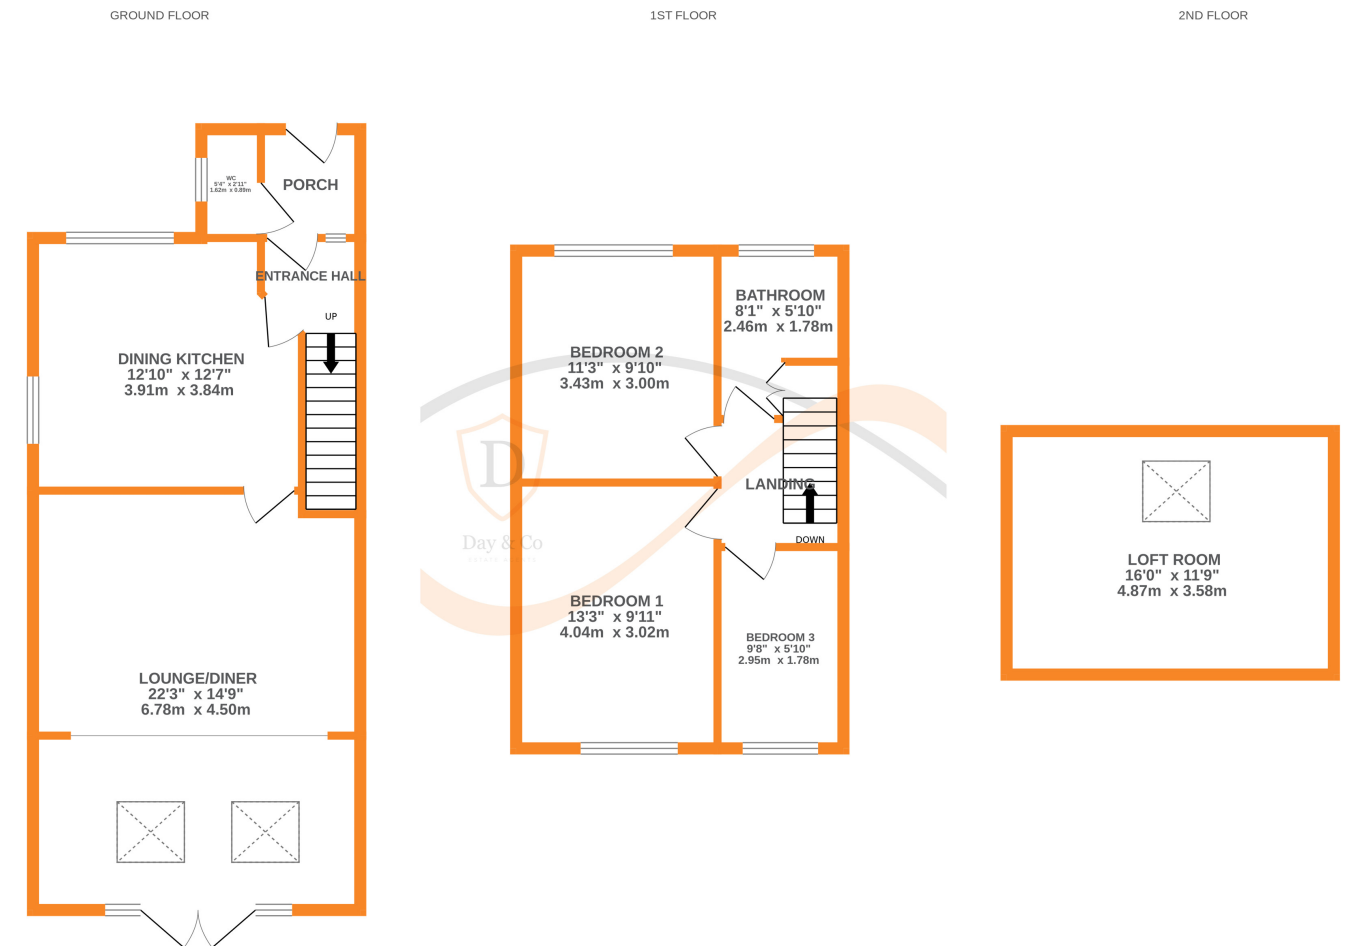 GROUND FLOOR
1ST FLOOR
2ND FLOOR
WC
5'4" x 2'11"
1.62m x 0.89m
PORCH
ENTRANCE HALL
UP
DINING KITCHEN
12'10" x 12'7"
3.91m x 3.84m
LOUNGE/DINER
22'3" x 14'9"
6.78m x 4.50m
BATHROOM
8'1" x 5'10"
2.46m x 1.78m
BEDROOM 2
11'3" x 9'10"
3.43m x 3.00m
LANDING
DOWN
D
Day & Co
ESTATE AGENTS
BEDROOM 1
13'3" x 9'11"
4.04m x 3.02m
BEDROOM 3
9'8" x 5'10"
2.95m x 1.78m
LOFT ROOM
16'0" x 11'9"
4.87m x 3.58m